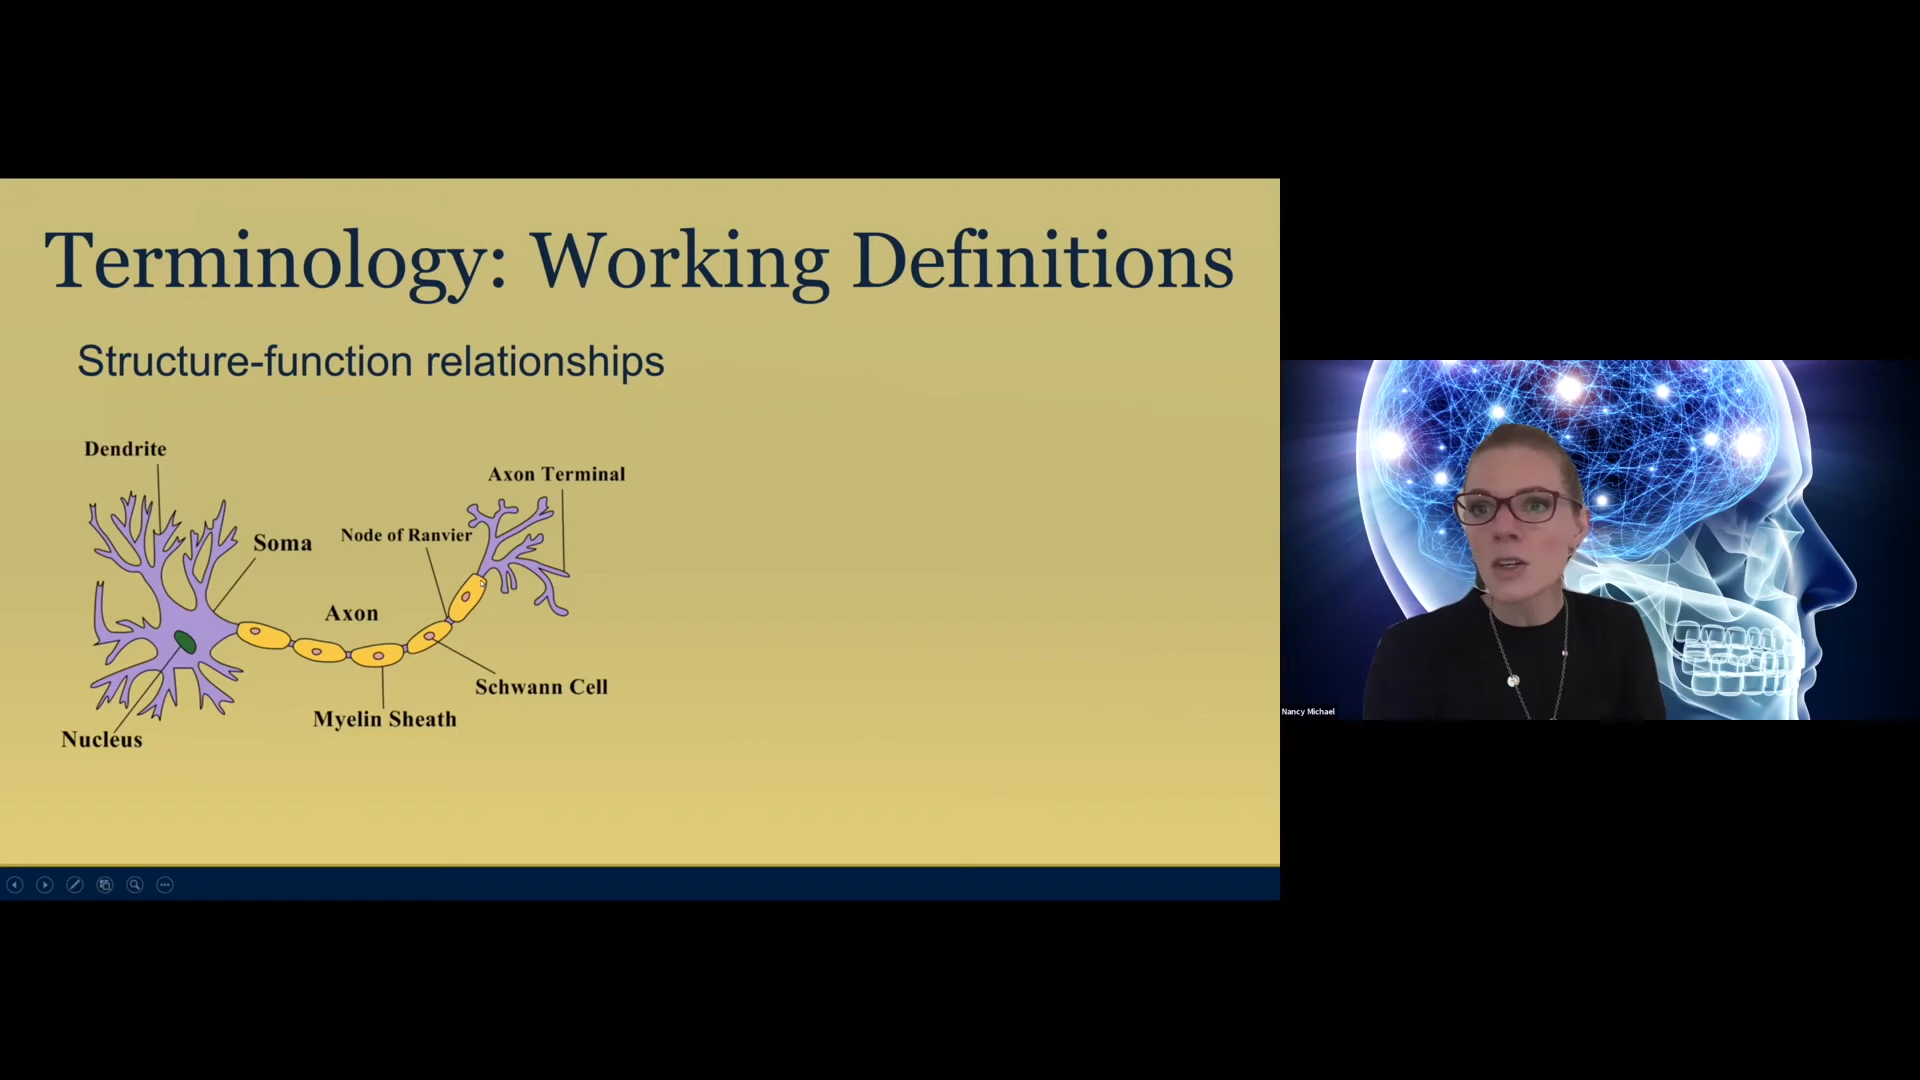 Terminology: Working Definitions
Structure-function relationships
Dendrite
Axon Terminal
Soma
Node of Ranvier
Axon
Schwann Cell
Myelin Sheath
Nucleus
Nancy Michael